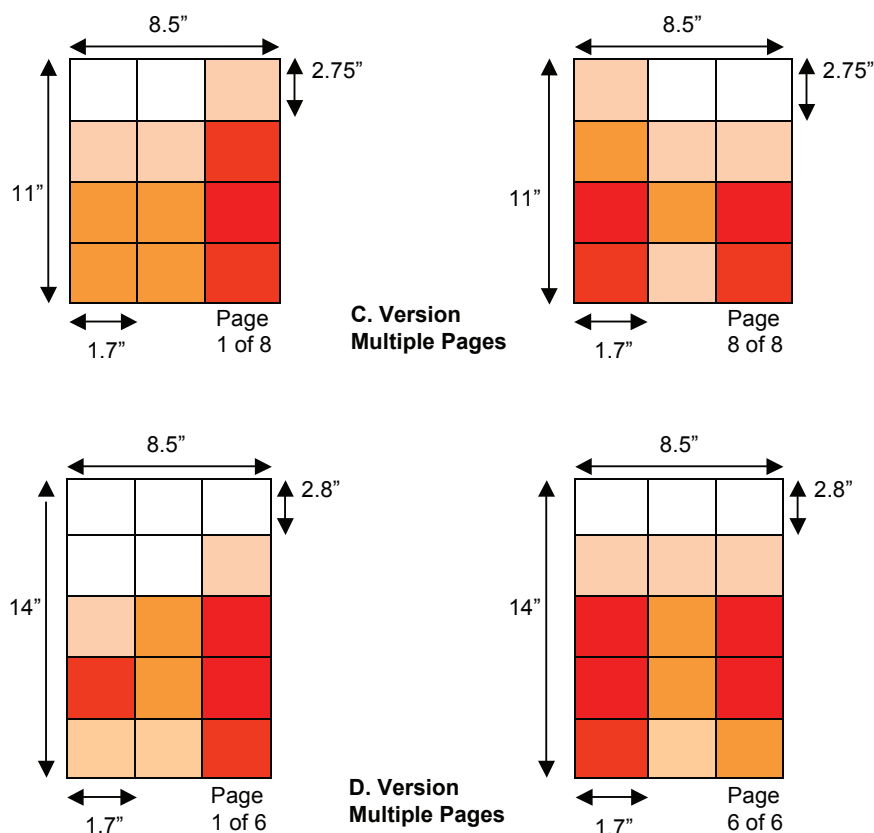 8.5”
2.75”
11”
1.7”
Page
1 of 8
C. Version
Multiple Pages
8.5”
2.75”
11”
1.7”
Page
8 of 8
8.5”
2.8”
14”
1.7”
Page
1 of 6
D. Version
Multiple Pages
8.5”
2.8”
14”
1.7”
Page
6 of 6